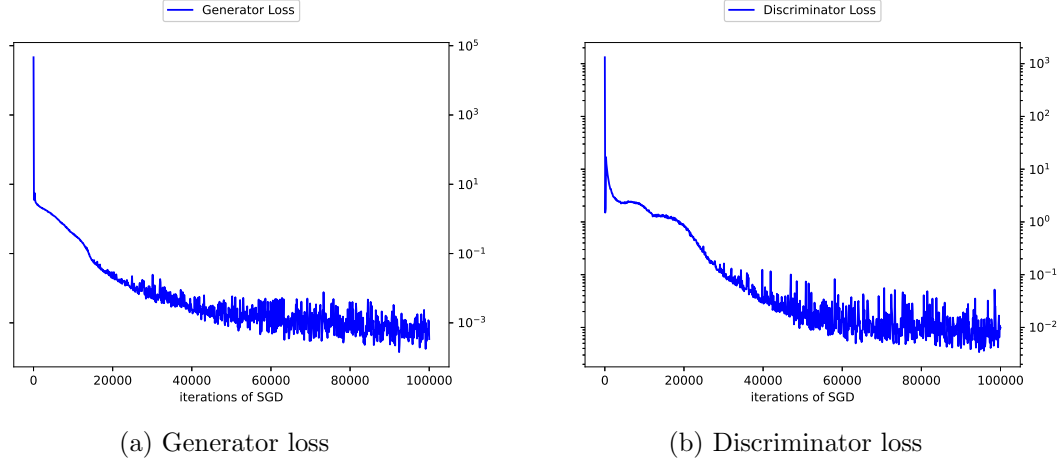 Generator Loss
10^5
10^3
10^1
10^-1
10^-3
0 20000 40000 60000 80000 100000
iterations of SGD
(a) Generator loss
Discriminator Loss
10^3
10^2
10^1
10^0
10^-1
10^-2
0 20000 40000 60000 80000 100000
iterations of SGD
(b) Discriminator loss